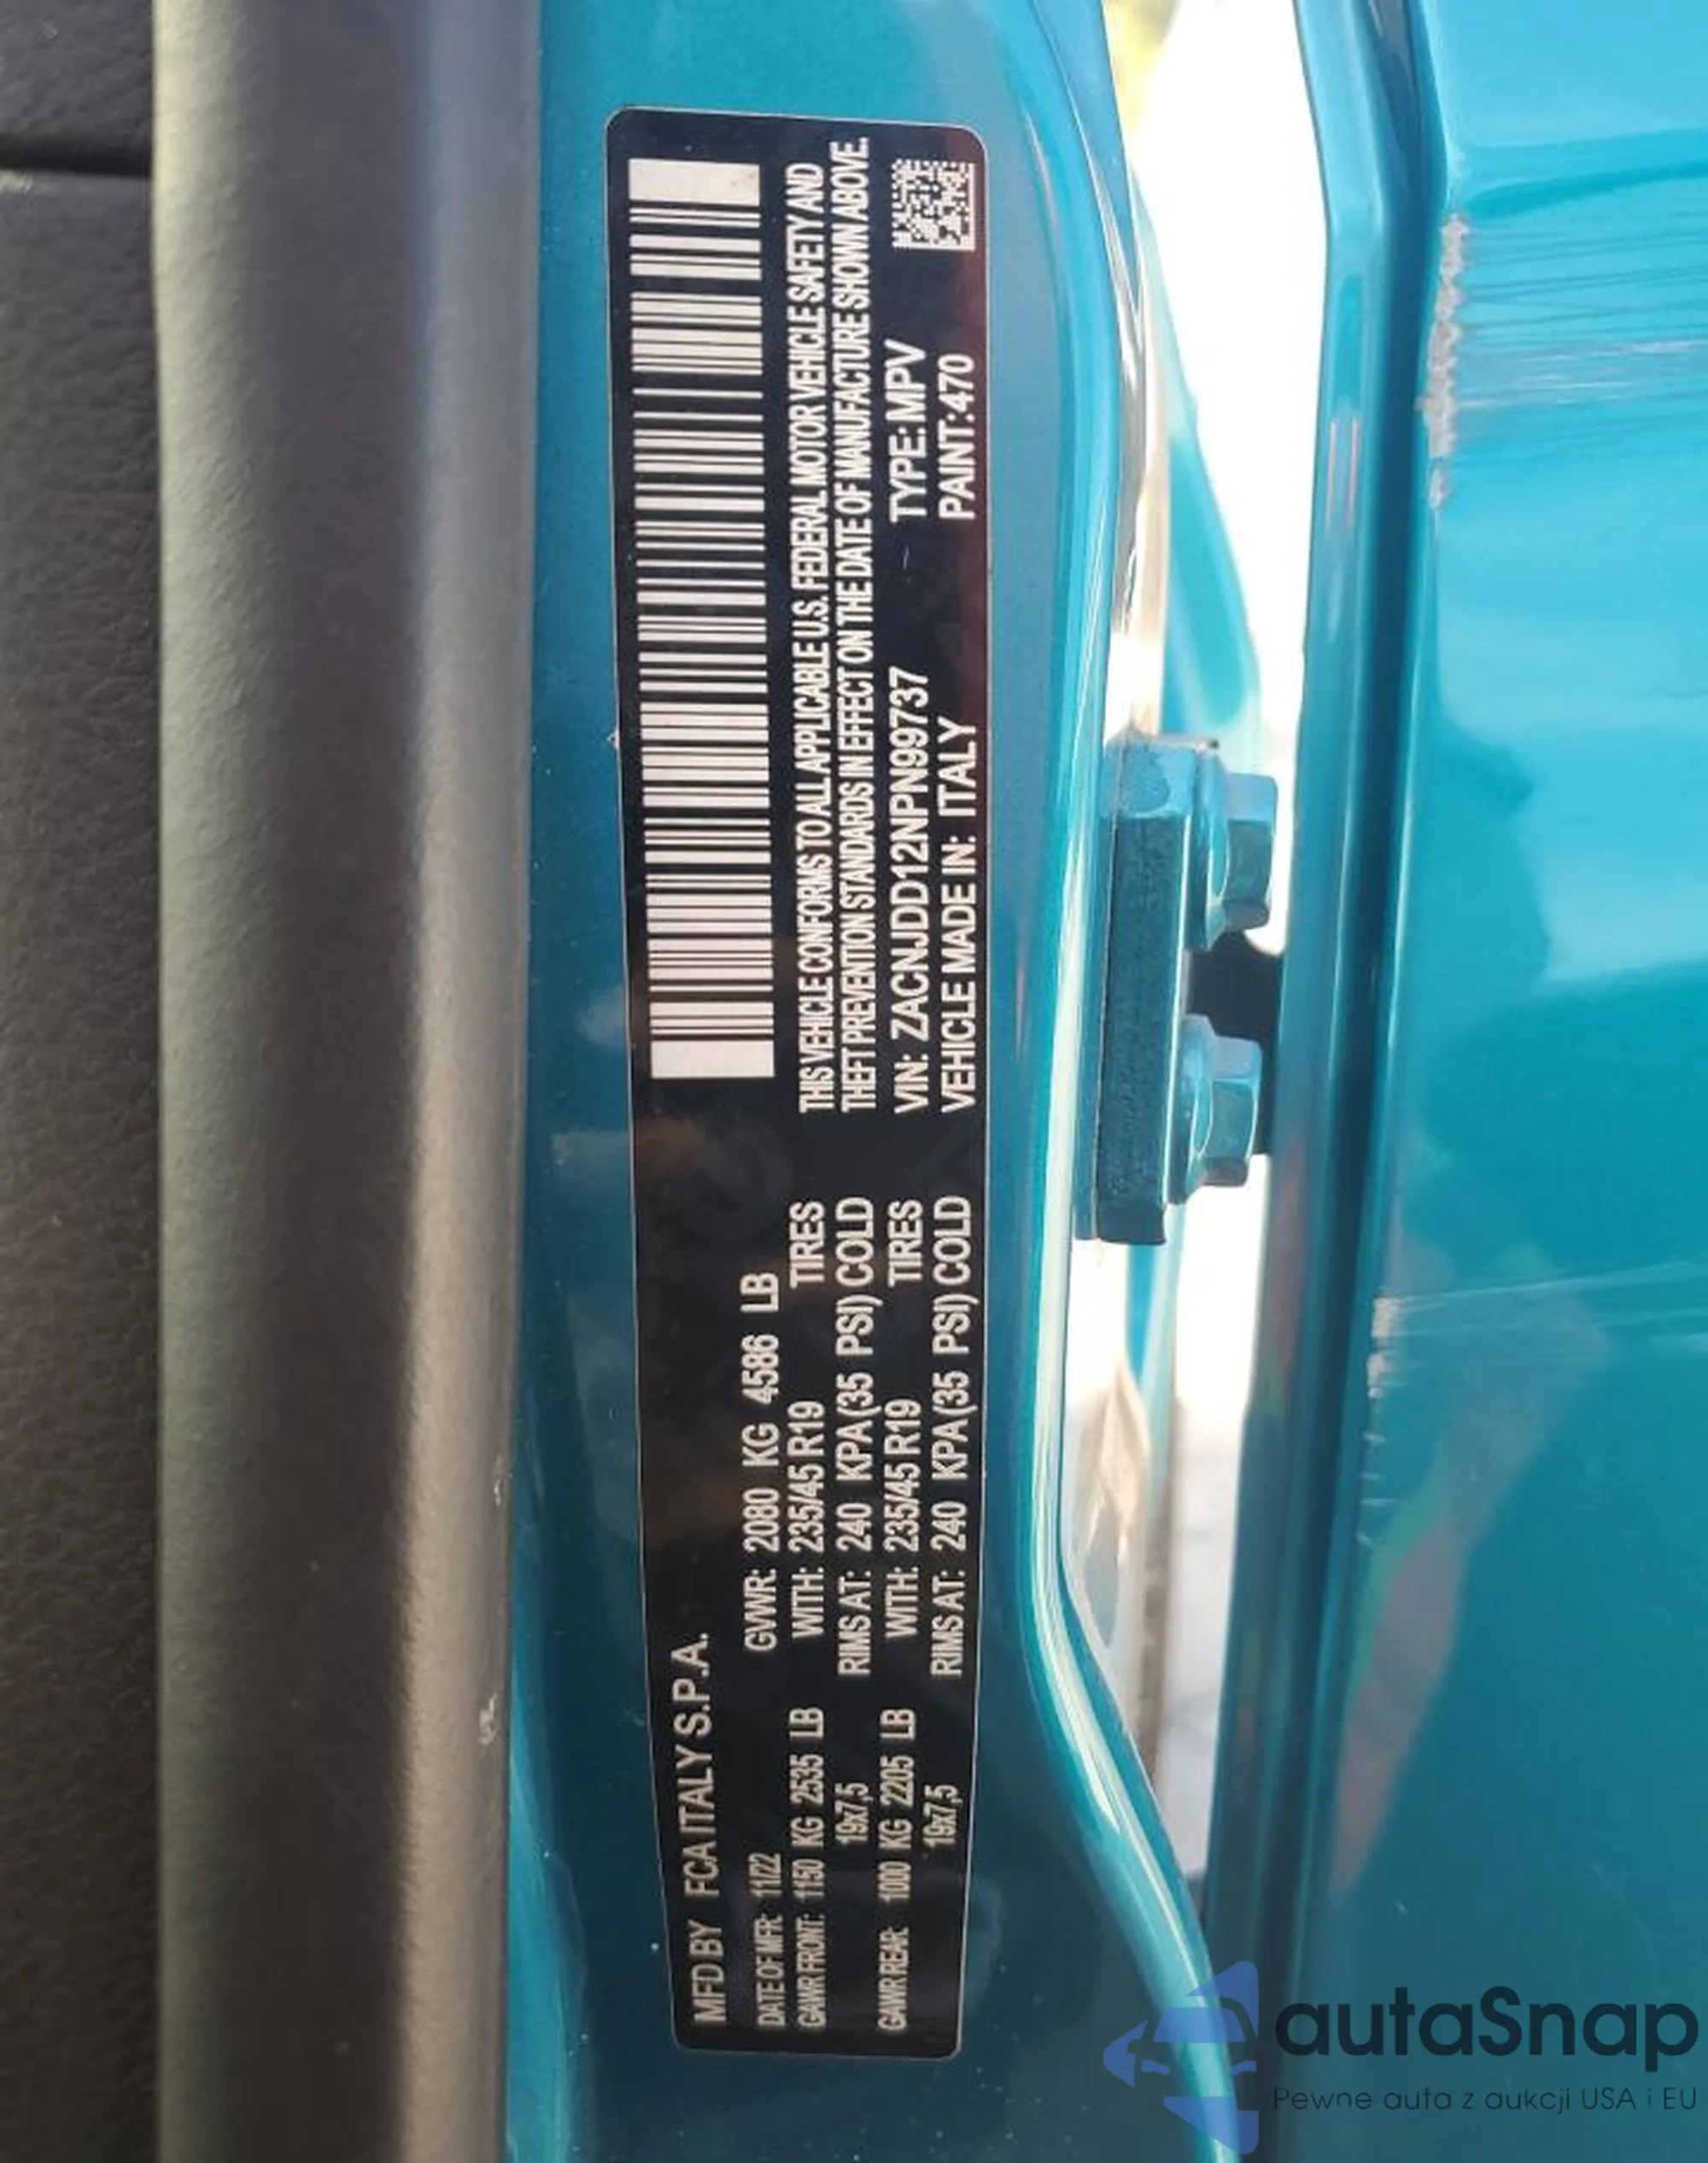 MFD BY FCA ITALY S.P.A.
DATE OF MFR: 11/22 GVWR: 2080 KG 4586 LB
GAWR FRONT: 1150 KG 2535 LB WITH: 235/45 R19 TIRES
19x7,5 RIMS AT: 240 KPA (35 PSI) COLD
GAWR REAR: 1000 KG 2205 LB WITH: 235/45 R19 TIRES
19x7,5 RIMS AT: 240 KPA (35 PSI) COLD
THIS VEHICLE CONFORMS TO ALL APPLICABLE U.S. FEDERAL MOTOR VEHICLE SAFETY AND
THEFT PREVENTION STANDARDS IN EFFECT ON THE DATE OF MANUFACTURE SHOWN ABOVE.
VIN: ZACNJDD12NPN99737 TYPE: MPV
VEHICLE MADE IN: ITALY PAINT: 470
autaSnap
Pewne auta z aukcji USA i EU